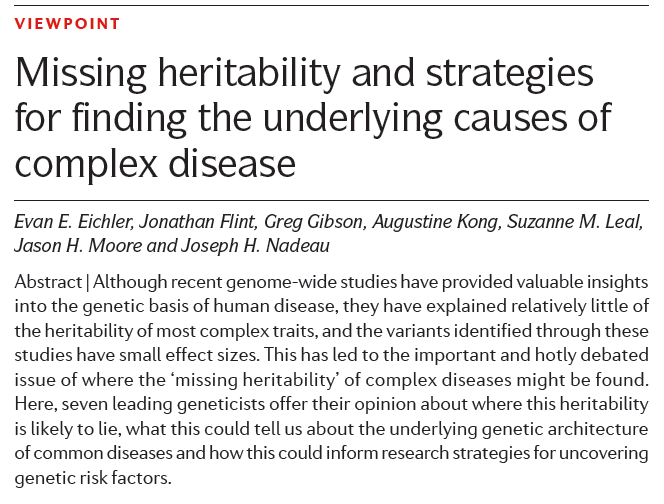 VIEWPOINT
Missing heritability and strategies
for finding the underlying causes of
complex disease
Evan E. Eichler, Jonathan Flint, Greg Gibson, Augustine Kong, Suzanne M. Leal,
Jason H. Moore and Joseph H. Nadeau
Abstract | Although recent genome-wide studies have provided valuable insights
into the genetic basis of human disease, they have explained relatively little of
the heritability of most complex traits, and the variants identified through these
studies have small effect sizes. This has led to the important and hotly debated
issue of where the ‘missing heritability’ of complex diseases might be found.
Here, seven leading geneticists offer their opinion about where this heritability
is likely to lie, what this could tell us about the underlying genetic architecture
of common diseases and how this could inform research strategies for uncovering
genetic risk factors.